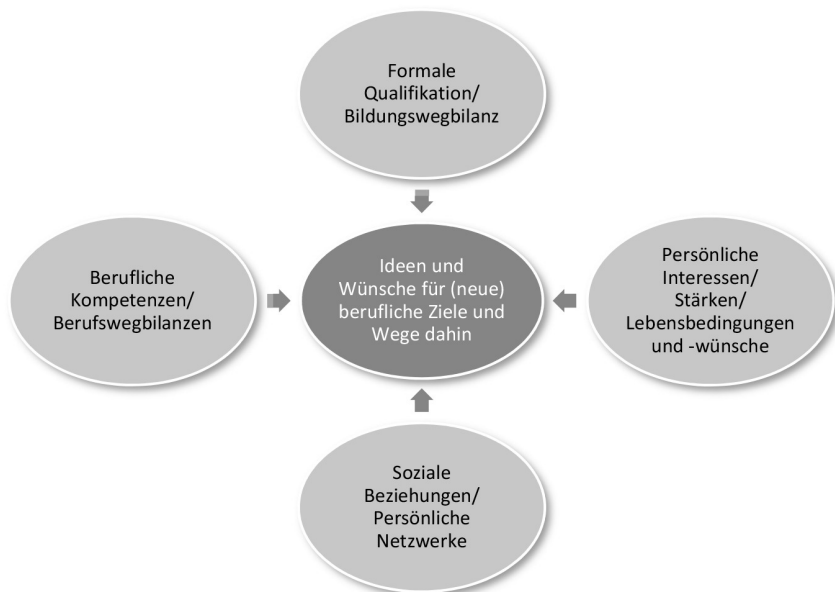 Formale
Qualifikation/
Bildungswegbilanz
Berufliche
Kompetenzen/
Berufswegbilanzen
Ideen und
Wünsche für (neue)
berufliche Ziele und
Wege dahin
Persönliche
Interessen/
Stärken/
Lebensbedingungen
und -wünsche
Soziale
Beziehungen/
Persönliche
Netzwerke